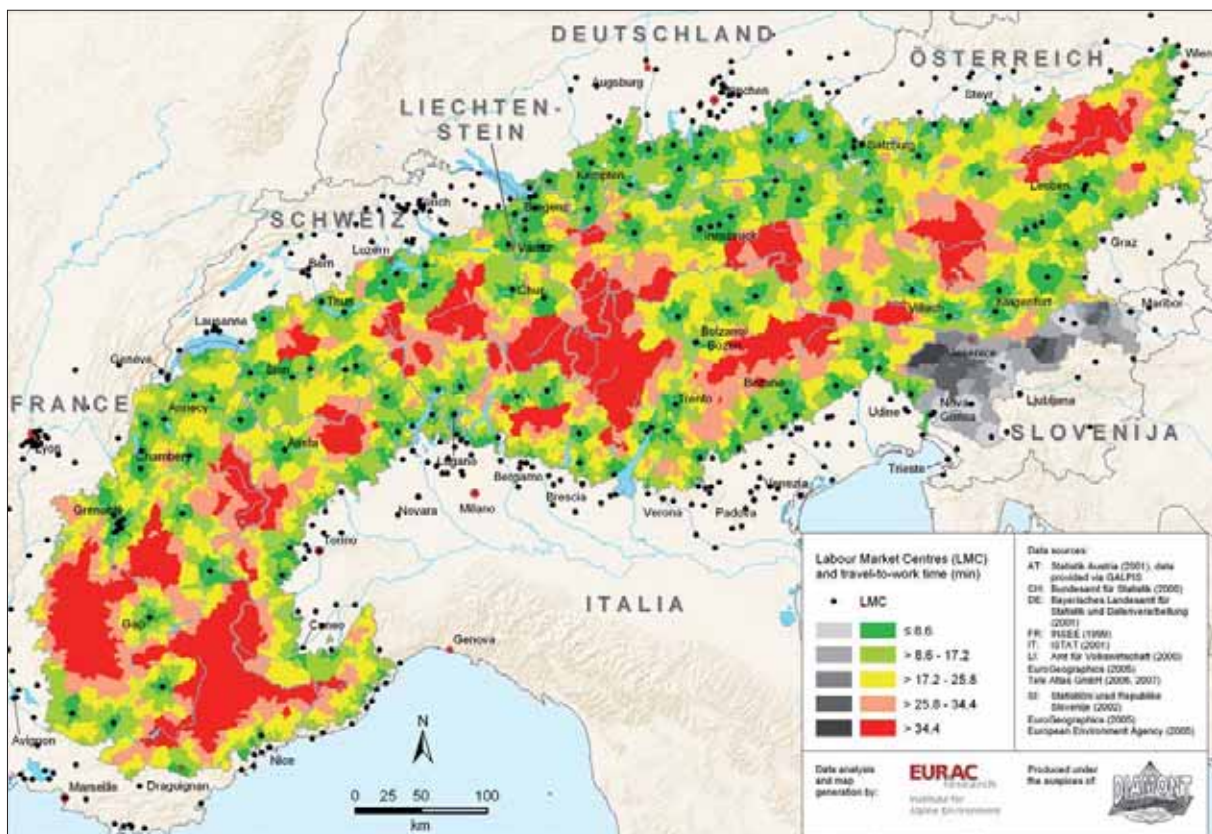 DEUTSCHLAND
ÖSTERREICH
Wien
Augsburg
München
Steyr
LIECHTEN-
STEIN
Salzburg
Kempten
Leoben
Zürich
Bregenz
SCHWEIZ
Innsbruck
Luzern
Vaduz
Graz
Bern
Chur
Thun
Villach
Klagenfurt
Maribor
Lausanne
Bolzano/
Bozen
Jesenice
Genève
Sion
Belluno
FRANCE
Annecy
Trento
Nova
Gorica
Ljubljana
Udine
Aosta
SLOVENIJA
Lyon
Chambery
Lugano
Trieste
Bergamo
Venezia
Brescia
Grenoble
Novara
Milano
Verona
Padova
Torino
ITALIA
Gap
Cuneo
Genova
N
Avignon
Nice
Marseille
Draguignan
0 25 50 100
km
Labour Market Centres (LMC)
and travel-to-work time (min)
LMC
≤ 8.6
> 8.6 - 17.2
> 17.2 - 25.8
> 25.8 - 34.4
> 34.4
Data sources:
AT: Statistik Austria (2001), data
provided via GALPIS
CH: Bundesamt für Statistik (2000)
DE: Bayerisches Landesamt für
Statistik und Datenverarbeitung
(2001)
FR: INSEE (1999)
IT: ISTAT (2001)
LI: Amt für Volkswirtschaft (2000)
EuroGeographics (2005)
Tele Atlas GmbH (2006, 2007)
SI: Statistični urad Republike
Slovenije (2002)
EuroGeographics (2005)
European Environment Agency (2005)
Data analysis
and map
generation by:
EURAC
research
Institute for
Alpine Environment
Produced under
the auspices of:
DIAMONT